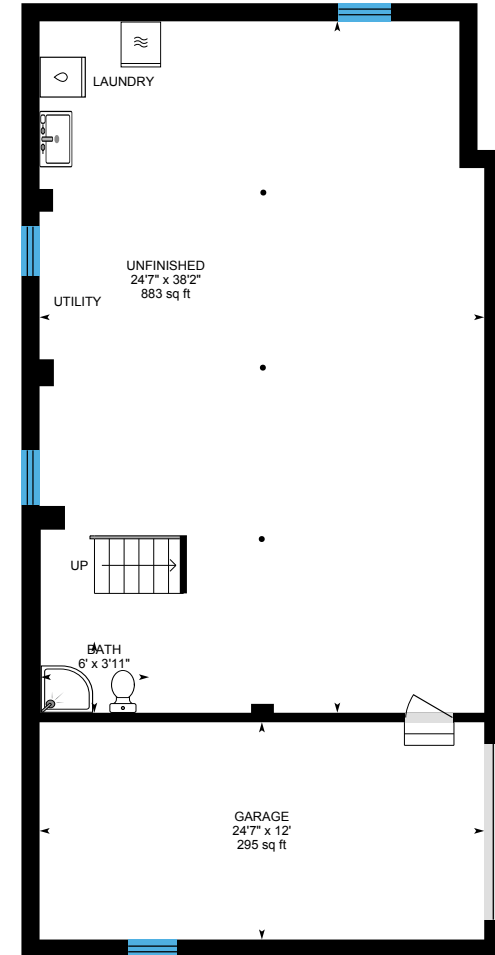 LAUNDRY
UNFINISHED
24'7" x 38'2"
883 sq ft
UTILITY
UP
BATH
6' x 3'11"
GARAGE
24'7" x 12'
295 sq ft